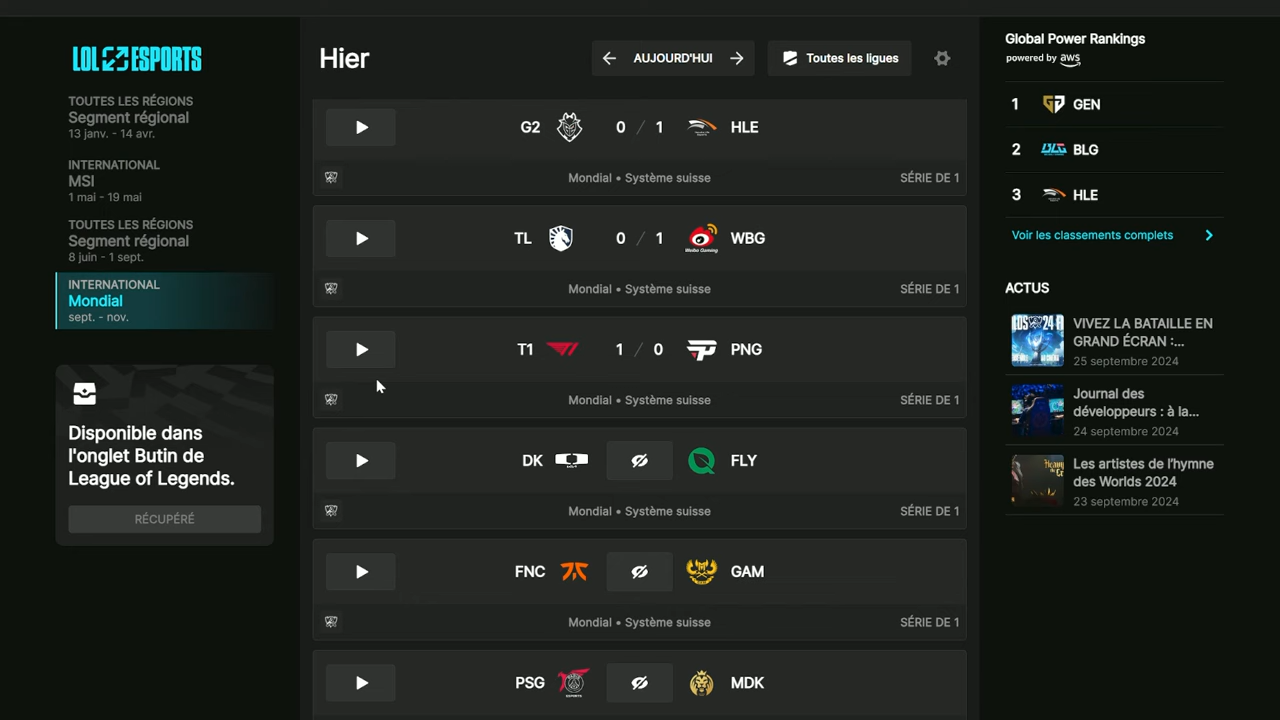 LOL ESPORTS
TOUTES LES RÉGIONS
Segment régional
13 janv. - 14 avr.
INTERNATIONAL
MSI
1 mai - 19 mai
TOUTES LES RÉGIONS
Segment régional
8 juin - 1 sept.
INTERNATIONAL
Mondial
sept. - nov.
Disponible dans
l'onglet Butin de
League of Legends.
RÉCUPÉRÉ
Hier
AUJOURD'HUI
Toutes les ligues
G2 0 / 1 HLE
Mondial • Système suisse SÉRIE DE 1
TL 0 / 1 WBG
Mondial • Système suisse SÉRIE DE 1
T1 1 / 0 PNG
Mondial • Système suisse SÉRIE DE 1
DK FLY
Mondial • Système suisse SÉRIE DE 1
FNC GAM
Mondial • Système suisse SÉRIE DE 1
PSG MDK
Global Power Rankings
powered by aws
1 GEN
2 BLG
3 HLE
Voir les classements complets
ACTUS
VIVEZ LA BATAILLE EN
GRAND ÉCRAN :...
25 septembre 2024
Journal des
développeurs : à la...
24 septembre 2024
Les artistes de l'hymne
des Worlds 2024
23 septembre 2024